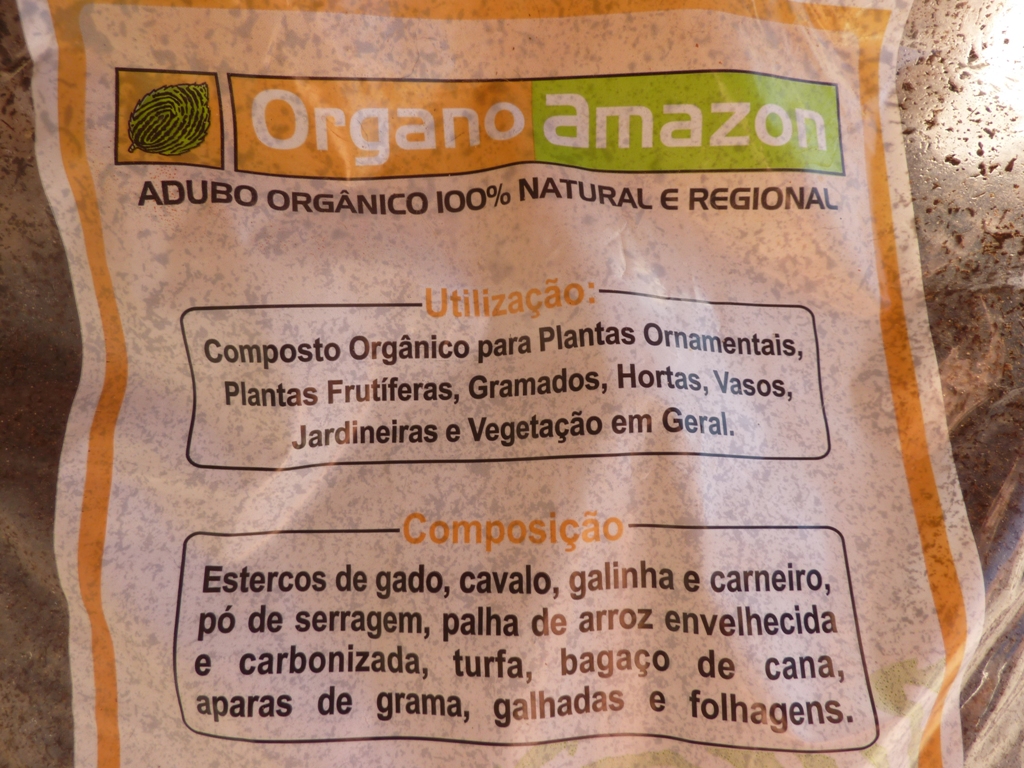 Organo amazon
ADUBO ORGÂNICO 100% NATURAL E REGIONAL
Utilização:
Composto Orgânico para Plantas Ornamentais,
Plantas Frutíferas, Gramados, Hortas, Vasos,
Jardineiras e Vegetação em Geral.
Composição
Estercos de gado, cavalo, galinha e carneiro,
pó de serragem, palha de arroz envelhecida
e carbonizada, turfa, bagaço de cana,
aparas de grama, galhadas e folhagens.